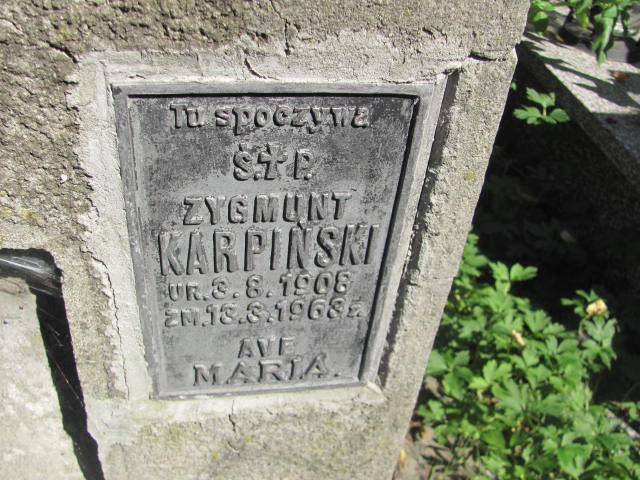 Tu spoczywa
Ś.†P.
ZYGMUNT
KARPIŃSKI
UR.3.8.1908
ZM.13.3.1968 r.
AVE
MARIA.